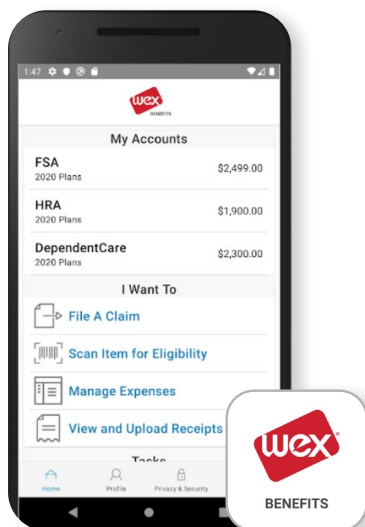 1:47
wex
BENEFITS
My Accounts
FSA
2020 Plans
$2,499.00
HRA
2020 Plans
$1,900.00
DependentCare
2020 Plans
$2,300.00
I Want To
File A Claim
Scan Item for Eligibility
Manage Expenses
View and Upload Receipts
Tasks
Home Profile Privacy & Security
wex
BENEFITS